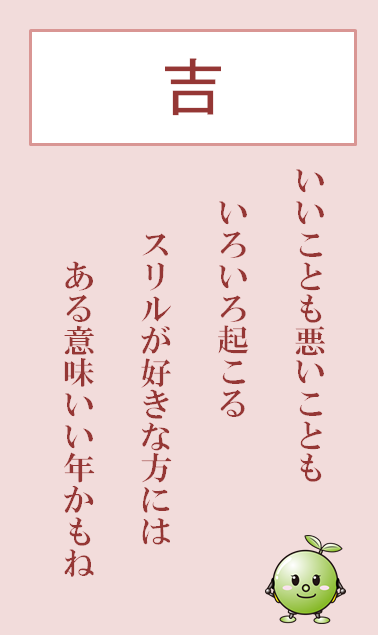 吉
いいことも悪いことも
いろいろ起こる
スリルが好きな方には
ある意味いい年かもね